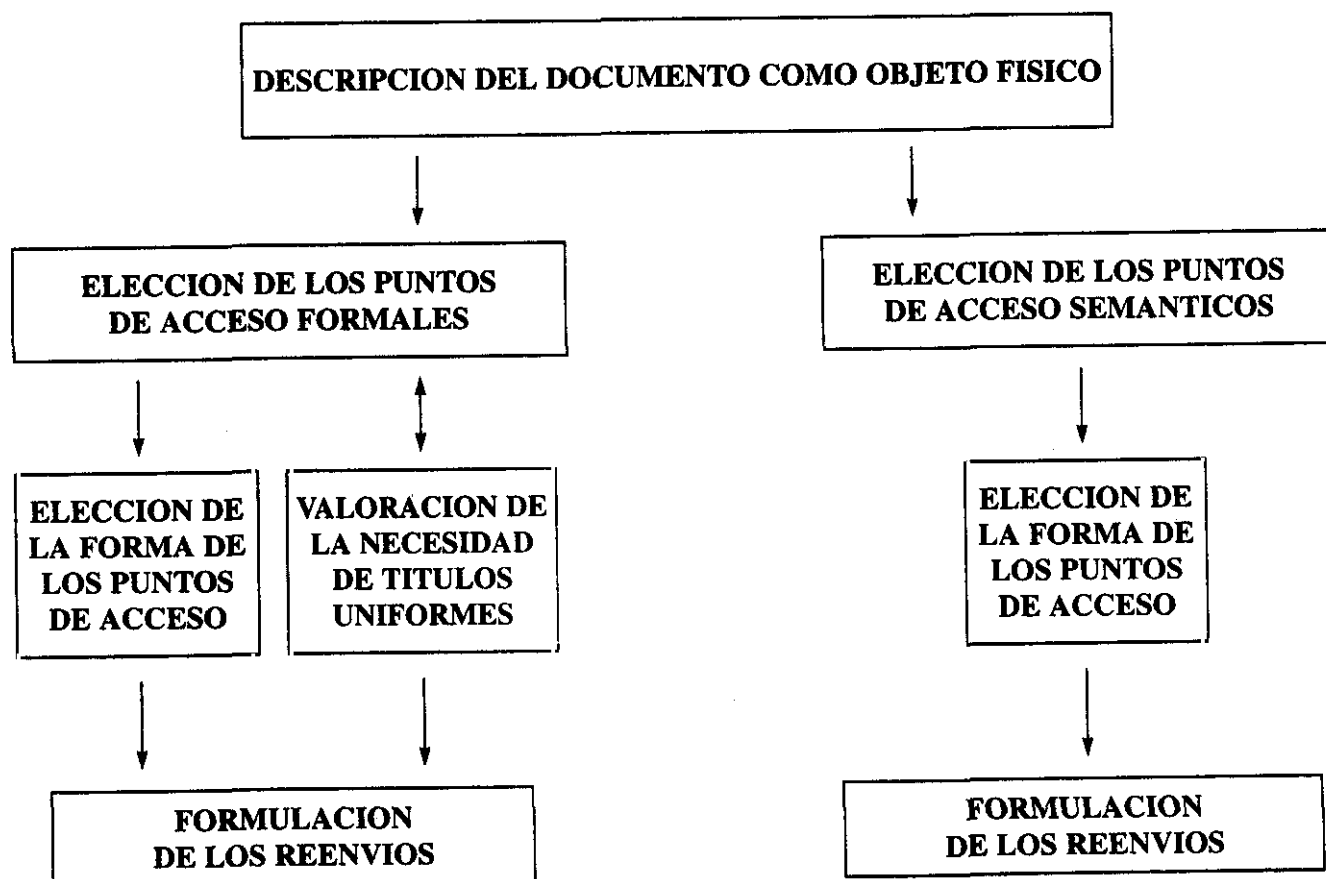 DESCRIPCION DEL DOCUMENTO COMO OBJETO FISICO
ELECCION DE LOS PUNTOS
DE ACCESO FORMALES
ELECCION DE LOS PUNTOS
DE ACCESO SEMANTICOS
ELECCION DE
LA FORMA DE
LOS PUNTOS
DE ACCESO
VALORACION DE
LA NECESIDAD
DE TITULOS
UNIFORMES
ELECCION DE
LA FORMA DE
LOS PUNTOS
DE ACCESO
FORMULACION
DE LOS REENVIOS
FORMULACION
DE LOS REENVIOS